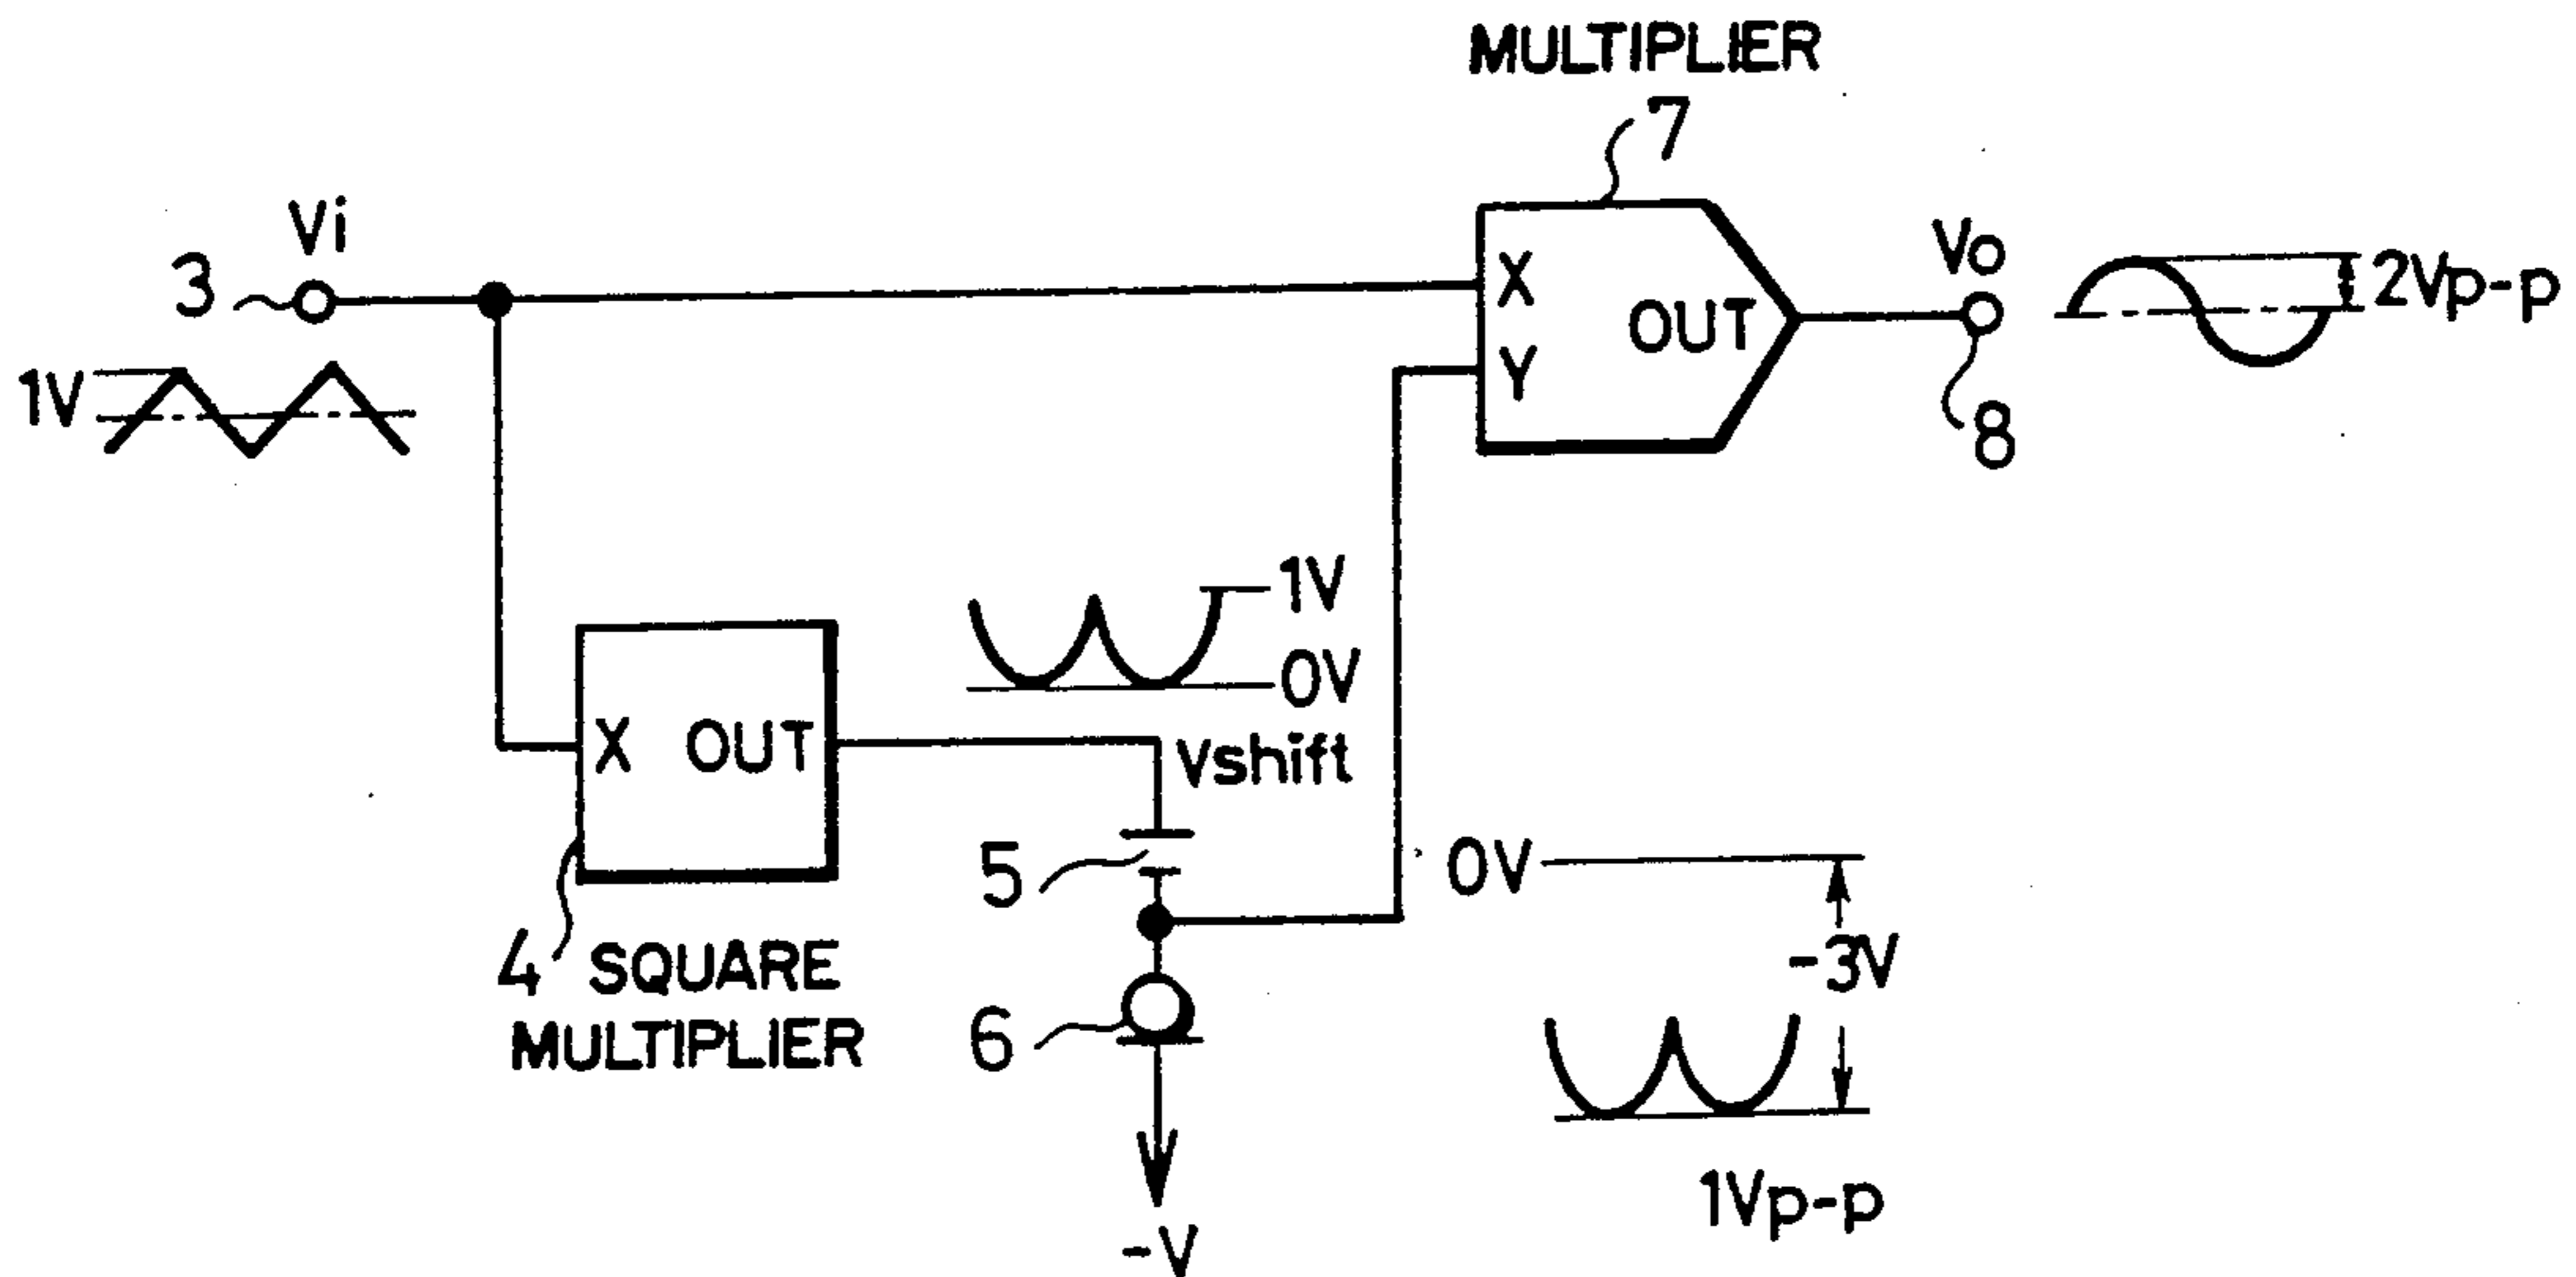 MULTIPLIER
7
Vi
3
X
Y
OUT
Vo
2Vp-p
8
1V
1V
0V
X OUT
Vshift
5
0V
-3V
4 SQUARE
MULTIPLIER
6
1Vp-p
-V